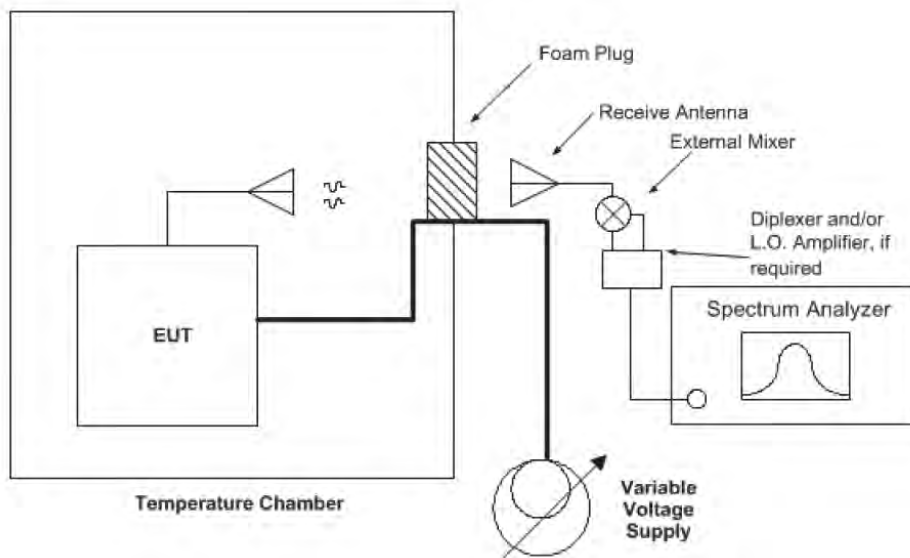 Foam Plug
Receive Antenna
External Mixer
Diplexer and/or
L.O. Amplifier, if
required
Spectrum Analyzer
EUT
Temperature Chamber
Variable
Voltage
Supply